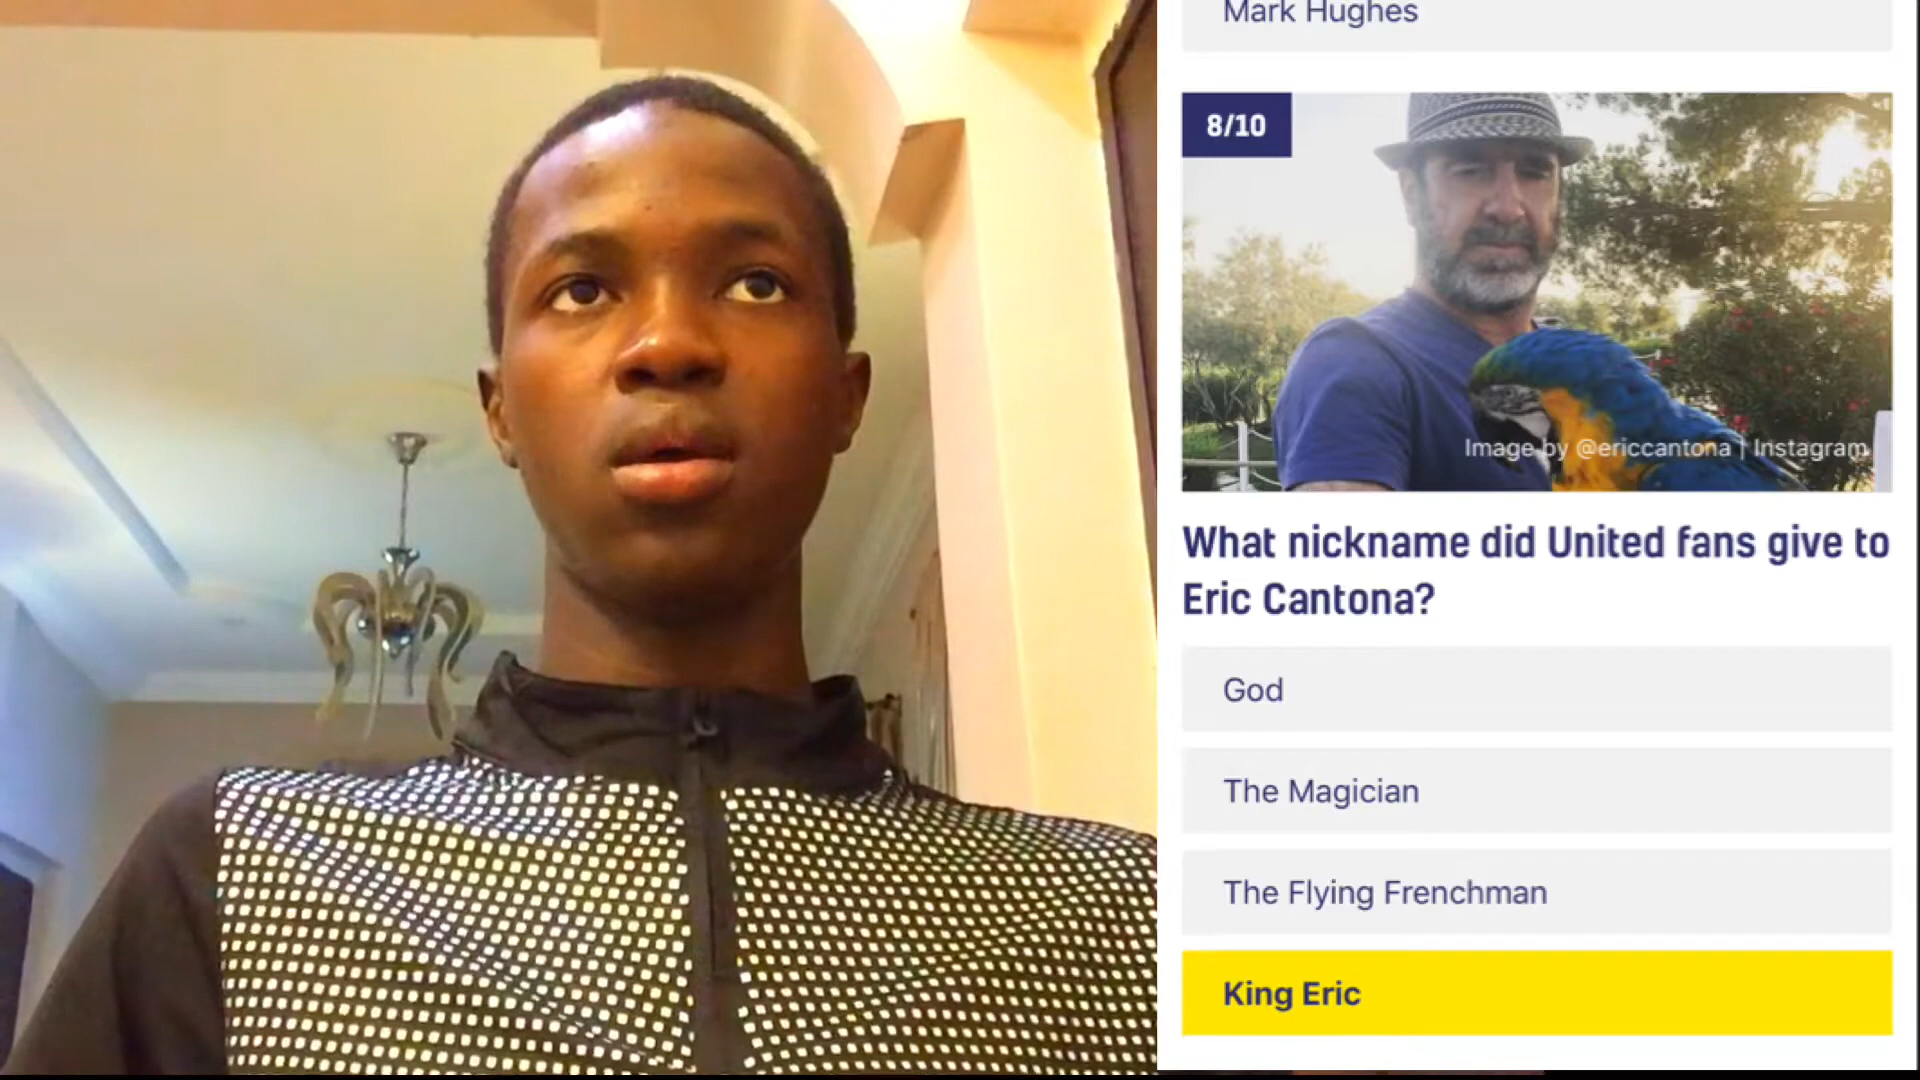 Mark Hughes
8/10
Image by @ericcantona | Instagram
What nickname did United fans give to
Eric Cantona?
God
The Magician
The Flying Frenchman
King Eric